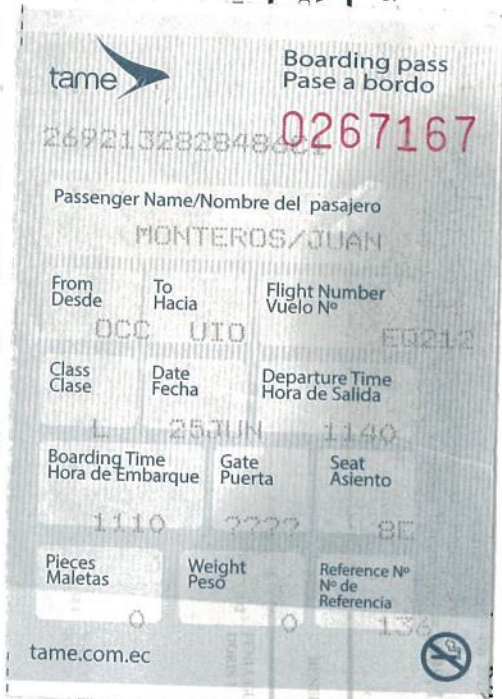 tame
Boarding pass
Pase a bordo
0267167
Passenger Name/Nombre del pasajero
MONTEROS/JUAN
From To Flight Number
Desde Hacia Vuelo Nº
OCC UIO EQ212
Class Date Departure Time
Clase Fecha Hora de Salida
L 25JUN 1140
Boarding Time Gate Seat
Hora de Embarque Puerta Asiento
1110 ???? 8E
Pieces Weight Reference Nº
Maletas Peso Nº de
Referencia
0 0 136
tame.com.ec